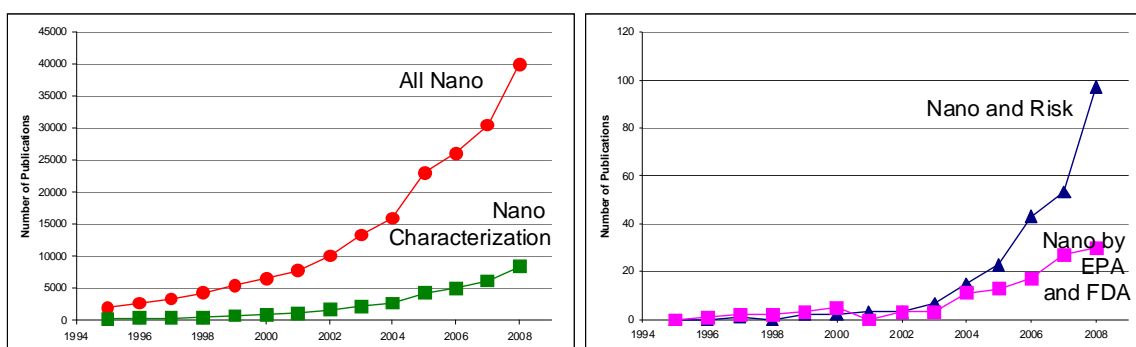 45000
40000
35000
30000
25000
20000
15000
10000
5000
0
Number of Publications
All Nano
Nano
Characterization
1994 1996 1998 2000 2002 2004 2006 2008
120
100
80
60
40
20
0
Number of Publications
Nano and Risk
Nano by
EPA
and FDA
1994 1996 1998 2000 2002 2004 2006 2008